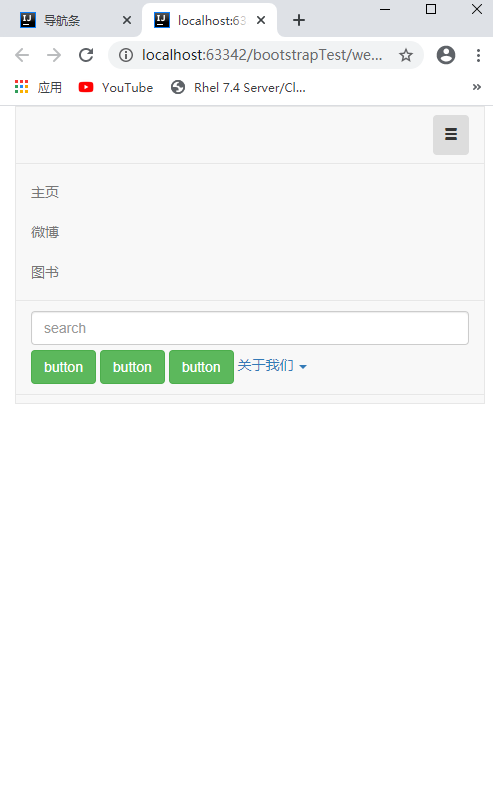 导航条
localhost:63
localhost:63342/bootstrapTest/we...
应用
YouTube
Rhel 7.4 Server/Cl...
主页
微博
图书
search
button button button 关于我们